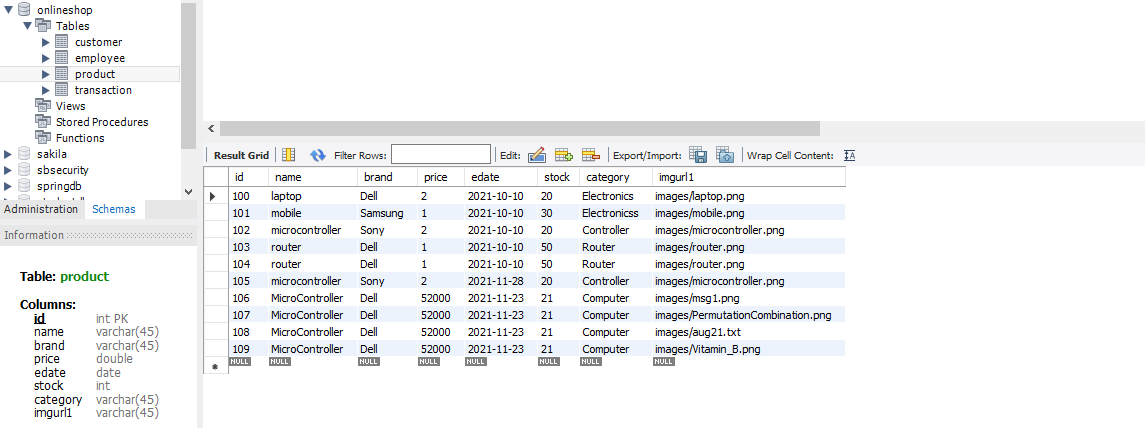 onlineshop
Tables
customer
employee
product
transaction
Views
Stored Procedures
Functions
sakila
sbsecurity
springdb
Administration Schemas
Information
Table: product
Columns:
id int PK
name varchar(45)
brand varchar(45)
price double
edate date
stock int
category varchar(45)
imgurl1 varchar(45)
Result Grid Filter Rows: Edit: Export/Import: Wrap Cell Content: IA
id name brand price edate stock category imgurl1
100 laptop Dell 2 2021-10-10 20 Electronics images/laptop.png
101 mobile Samsung 1 2021-10-10 30 Electronicss images/mobile.png
102 microcontroller Sony 2 2021-10-10 20 Controller images/microcontroller.png
103 router Dell 1 2021-10-10 50 Router images/router.png
104 router Dell 1 2021-10-10 50 Router images/router.png
105 microcontroller Sony 2 2021-11-28 20 Controller images/microcontroller.png
106 MicroController Dell 52000 2021-11-23 21 Computer images/msg1.png
107 MicroController Dell 52000 2021-11-23 21 Computer images/PermutationCombination.png
108 MicroController Dell 52000 2021-11-23 21 Computer images/aug21.txt
109 MicroController Dell 52000 2021-11-23 21 Computer images/Vitamin_B.png
NULL NULL NULL NULL NULL NULL NULL NULL